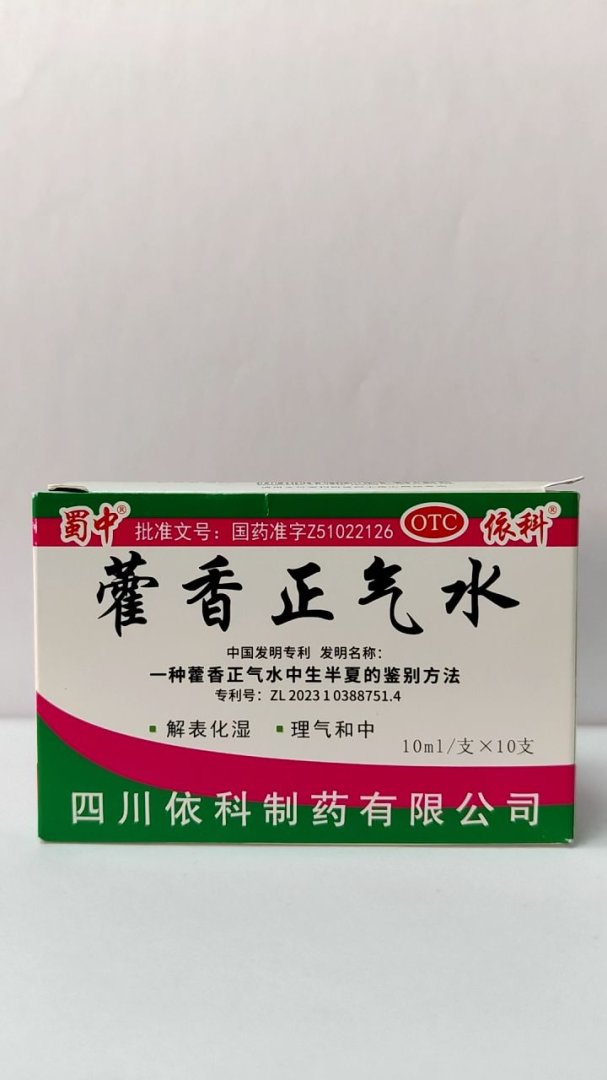 蜀中® 批准文号：国药准字Z51022126 OTC 依科®
藿香正气水
中国发明专利 发明名称：
一种藿香正气水中生半夏的鉴别方法
专利号：ZL 2023 1 0388751.4
▪ 解表化湿 ▪ 理气和中
10ml/支×10支
四川依科制药有限公司